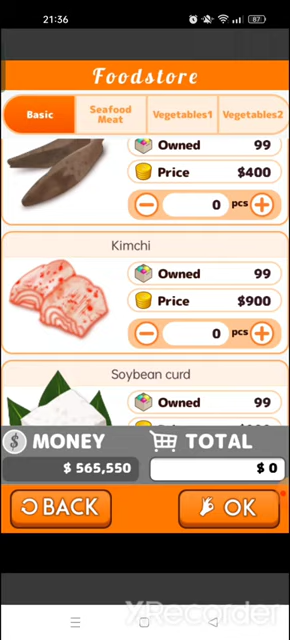 21:36
87
Foodstore
Basic
Seafood
Meat
Vegetables1
Vegetables2
Owned 99
Price $400
0 pcs
Kimchi
Owned 99
Price $900
0 pcs
Soybean curd
Owned 99
$ MONEY
TOTAL
$ 565,550
$ 0
BACK
OK
XRecorder